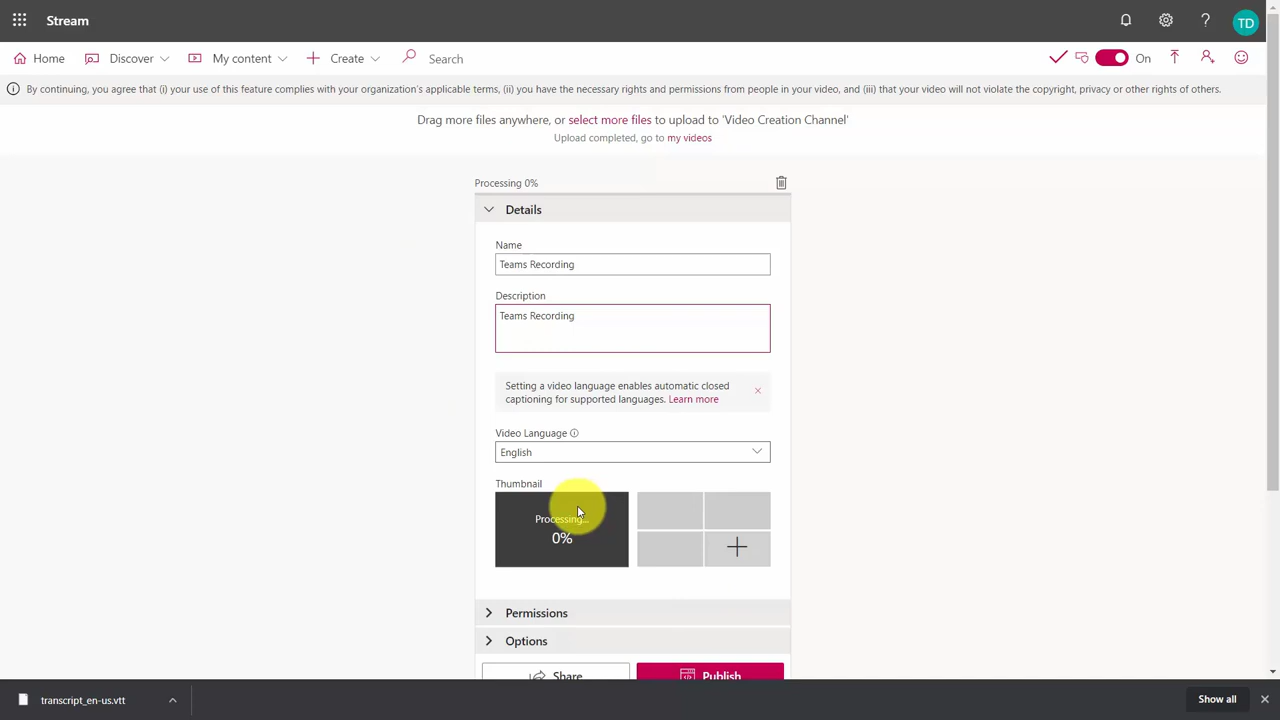 Stream
TD
Home
Discover
My content
Create
Search
On
By continuing, you agree that (i) your use of this feature complies with your organization's applicable terms, (ii) you have the necessary rights and permissions from people in your video, and (iii) that your video will not violate the copyright, privacy or other rights of others.
Drag more files anywhere, or select more files to upload to 'Video Creation Channel'
Upload completed, go to my videos
Processing 0%
Details
Name
Teams Recording
Description
Teams Recording
Setting a video language enables automatic closed
captioning for supported languages. Learn more
Video Language
English
Thumbnail
Processing...
0%
Permissions
Options
Share
Publish
transcript_en-us.vtt
Show all